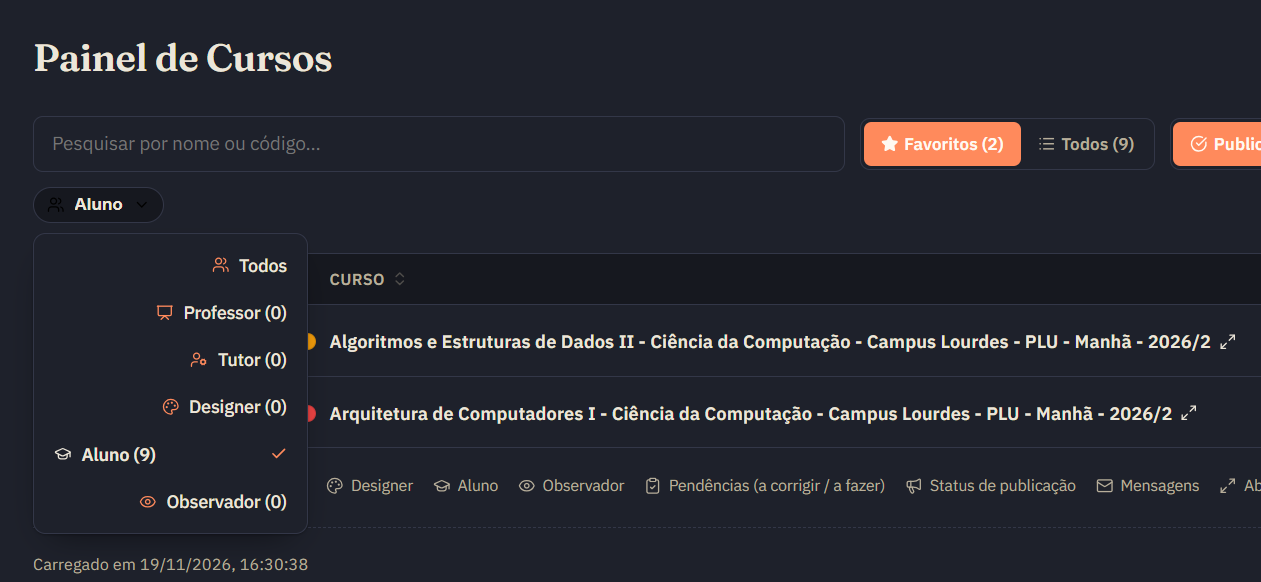 Painel de Cursos
Pesquisar por nome ou código...
Favoritos (2)
Todos (9)
Aluno
Todos
Professor (0)
Tutor (0)
Designer (0)
Aluno (9)
Observador (0)
CURSO
Algoritmos e Estruturas de Dados II - Ciência da Computação - Campus Lourdes - PLU - Manhã - 2026/2
Arquitetura de Computadores I - Ciência da Computação - Campus Lourdes - PLU - Manhã - 2026/2
Designer Aluno Observador Pendências (a corrigir / a fazer) Status de publicação Mensagens
Carregado em 19/11/2026, 16:30:38